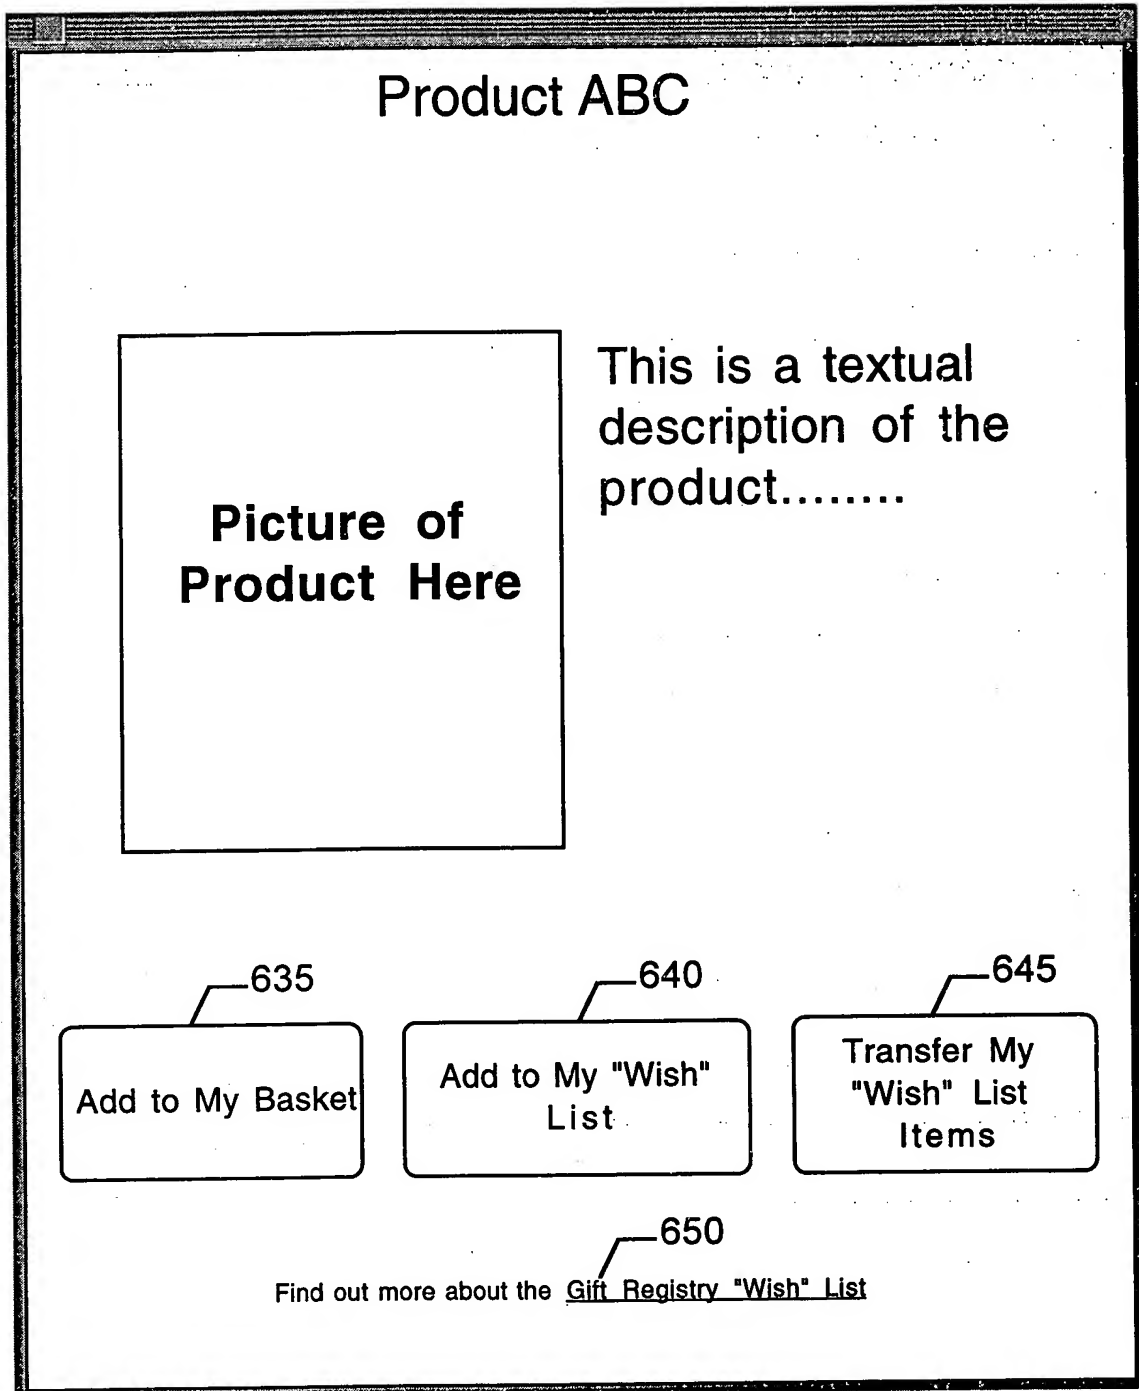 Product ABC
This is a textual
description of the
product........
Picture of
Product Here
635
640
645
Add to My Basket
Add to My "Wish"
List
Transfer My
"Wish" List
Items
650
Find out more about the Gift Registry "Wish" List